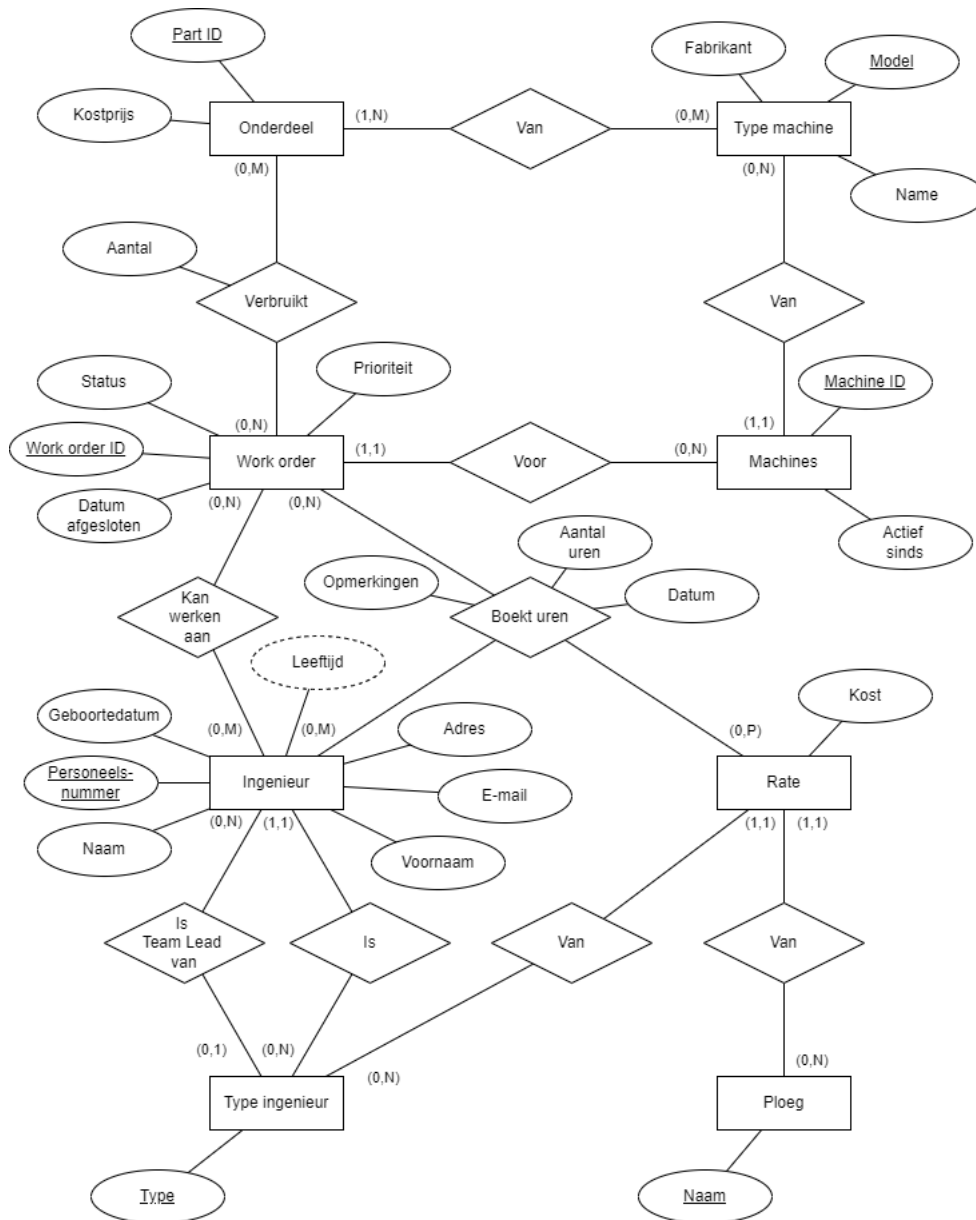 Part ID
Fabrikant
Model
Kostprijs
Onderdeel
(1,N)
Van
(0,M)
Type machine
(0,M)
(0,N)
Name
Aantal
Verbruikt
Van
Status
Prioriteit
Machine ID
Work order ID
(0,N)
Work order
(1,1)
Voor
(0,N)
(1,1)
Machines
Datum
afgesloten
(0,N)
(0,N)
Actief
sinds
Aantal
uren
Opmerkingen
Datum
Kan
werken
aan
Boekt uren
Leeftijd
Geboortedatum
(0,M)
(0,M)
Adres
(0,P)
Kost
Personeels-
nummer
Ingenieur
E-mail
Rate
Naam
(0,N)
(1,1)
Voornaam
(1,1)
(1,1)
Is
Team Lead
van
Is
Van
Van
(0,1)
(0,N)
(0,N)
(0,N)
Type ingenieur
Ploeg
Type
Naam